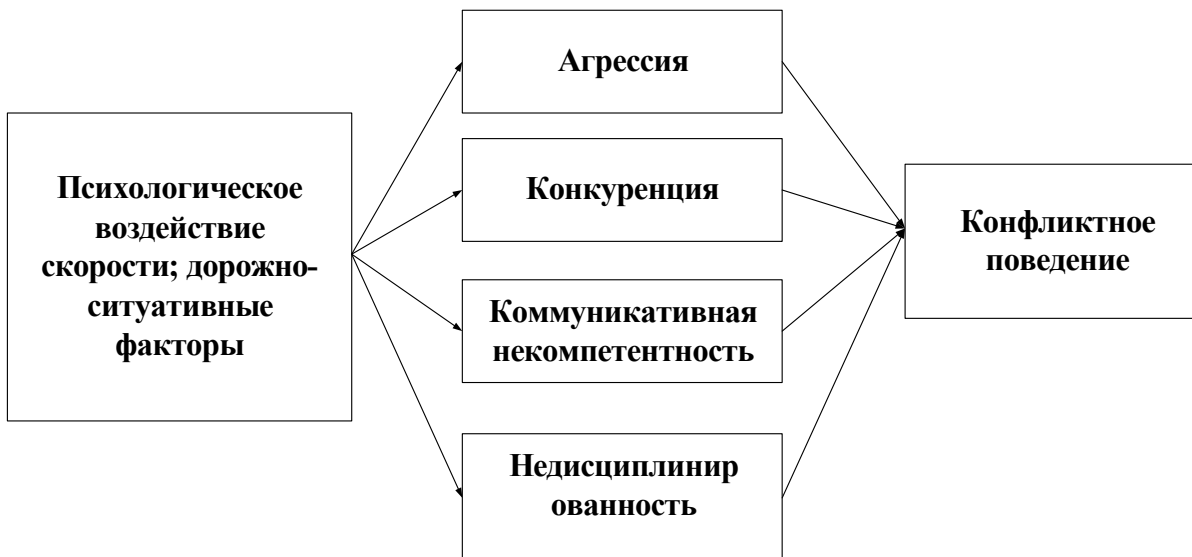 Психологическое
воздействие
скорости; дорожно-
ситуативные
факторы
Агрессия
Конкуренция
Коммуникативная
некомпетентность
Недисциплинир
ованность
Конфликтное
поведение